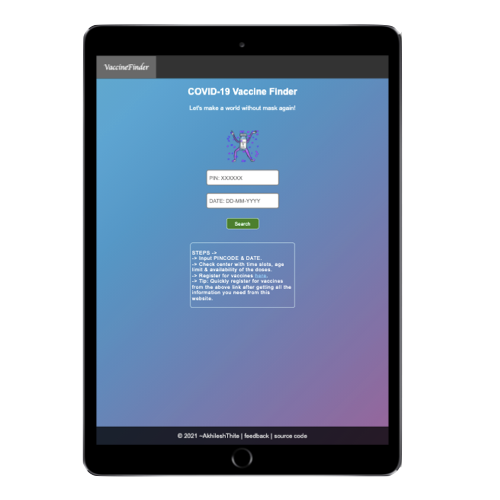 VaccineFinder
COVID-19 Vaccine Finder
Let's make a world without mask again!
PIN: XXXXXX
DATE: DD-MM-YYYY
Search
STEPS ->
-> Input PINCODE & DATE.
-> Check center with time slots, age
limit & availability of the doses.
-> Register for vaccines here.
-> Tip: Quickly register for vaccines
from the above link after getting all the
information you need from this
website.
© 2021 ~AkhileshThite | feedback | source code